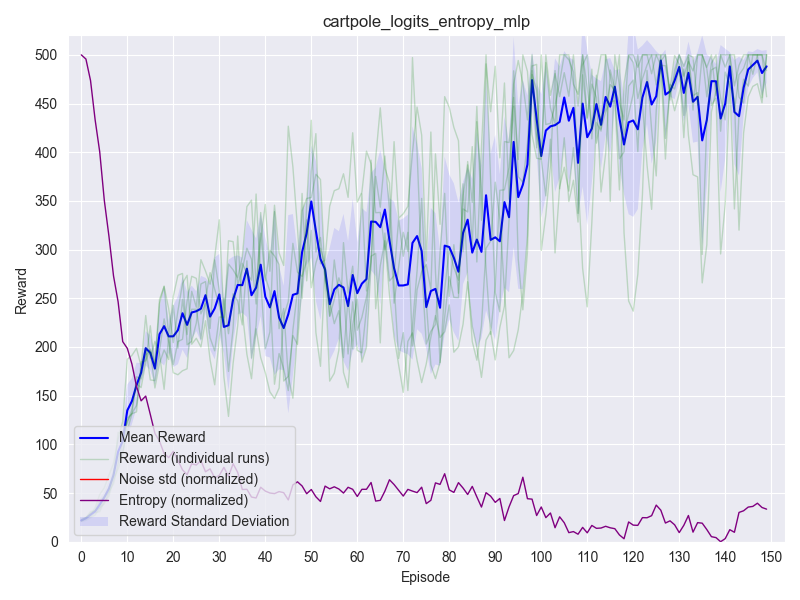 cartpole_logits_entropy_mlp
500
450
400
350
300
250
200
150
100
50
0
Reward
Mean Reward
Reward (individual runs)
Noise std (normalized)
Entropy (normalized)
Reward Standard Deviation
0 10 20 30 40 50 60 70 80 90 100 110 120 130 140 150
Episode